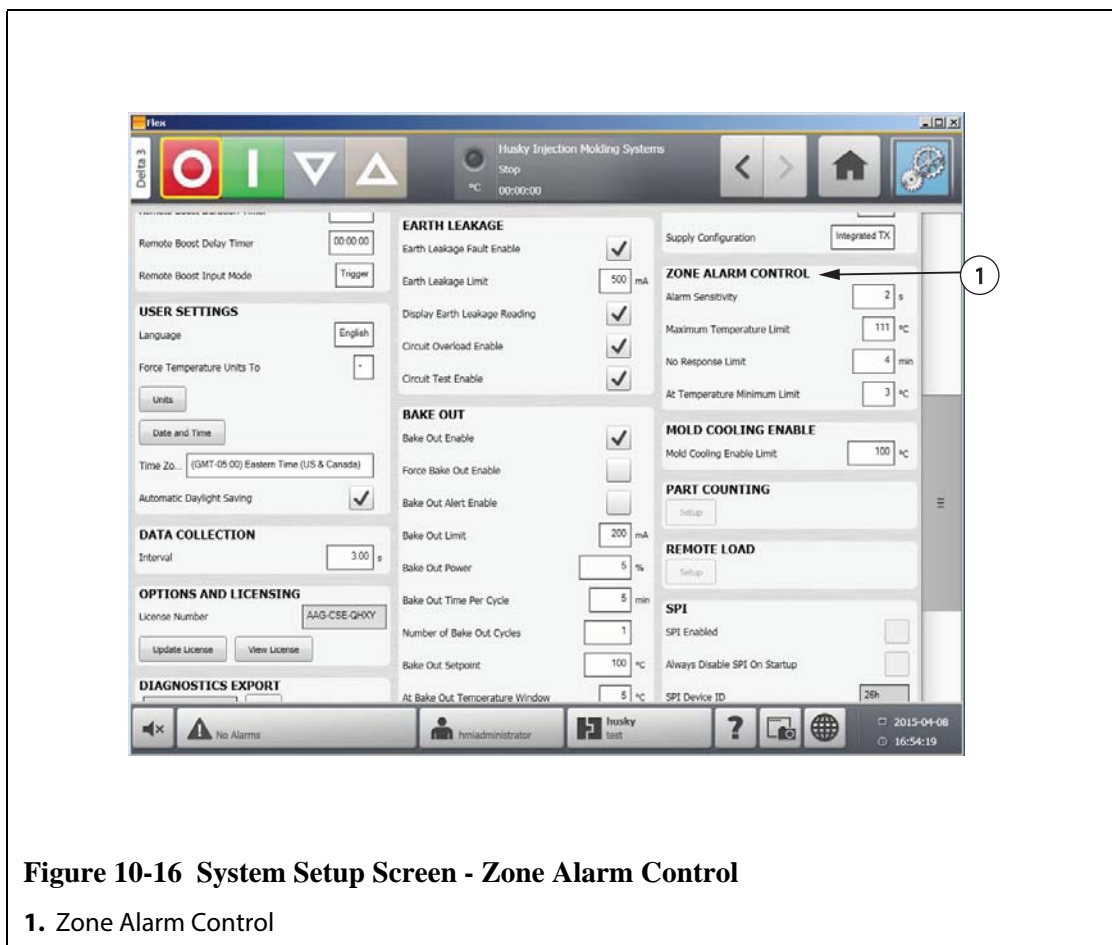 Flex
Delta 3
Husky Injection Molding Systems
Stop
°C 00:00:00
Remote Boost Duration Timer
Remote Boost Delay Timer 00:00:00
Remote Boost Input Mode Trigger
USER SETTINGS
Language English
Force Temperature Units To -
Units
Date and Time
Time Zo... (GMT-05:00) Eastern Time (US & Canada)
Automatic Daylight Saving
DATA COLLECTION
Interval 3.00 s
OPTIONS AND LICENSING
License Number AAG-CSE-QHXY
Update License View License
DIAGNOSTICS EXPORT
EARTH LEAKAGE
Earth Leakage Fault Enable
Earth Leakage Limit 500 mA
Display Earth Leakage Reading
Circuit Overload Enable
Circuit Test Enable
BAKE OUT
Bake Out Enable
Force Bake Out Enable
Bake Out Alert Enable
Bake Out Limit 200 mA
Bake Out Power 5 %
Bake Out Time Per Cycle 5 min
Number of Bake Out Cycles 1
Bake Out Setpoint 100 °C
At Bake Out Temperature Window 5 °C
Supply Configuration Integrated TX
ZONE ALARM CONTROL
Alarm Sensitivity 2 s
Maximum Temperature Limit 111 °C
No Response Limit 4 min
At Temperature Minimum Limit 3 °C
MOLD COOLING ENABLE
Mold Cooling Enable Limit 100 °C
PART COUNTING
Setup
REMOTE LOAD
Setup
SPI
SPI Enabled
Always Disable SPI On Startup
SPI Device ID 26h
1
No Alarms
hmiadministrator
husky
test
?
2015-04-08
16:54:19
Figure 10-16 System Setup Screen - Zone Alarm Control
1. Zone Alarm Control